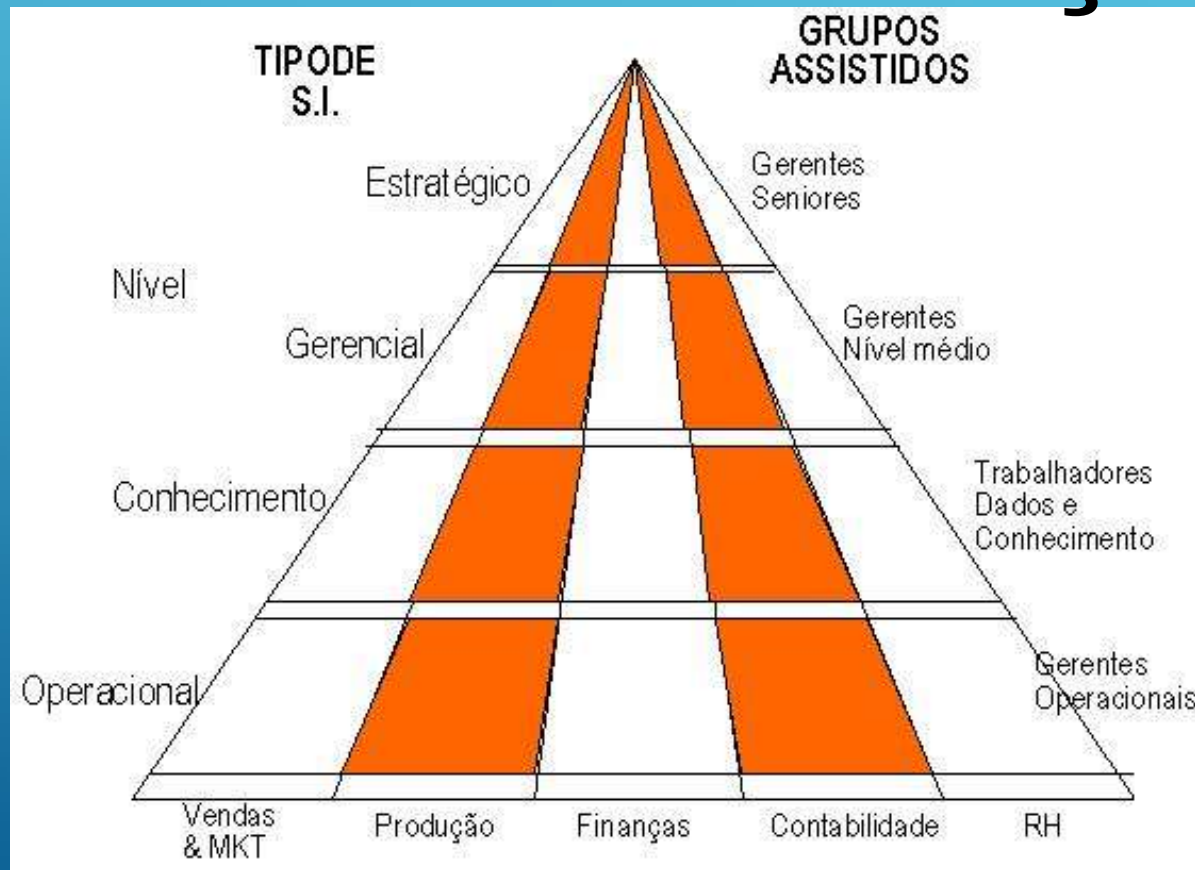 TIPODE
S.I.
GRUPOS
ASSISTIDOS
Estratégico
Gerentes
Seniores
Nível
Gerencial
Gerentes
Nível médio
Conhecimento
Trabalhadores
Dados e
Conhecimento
Operacional
Gerentes
Operacionais
Vendas
& MKT
Produção
Finanças
Contabilidade
RH